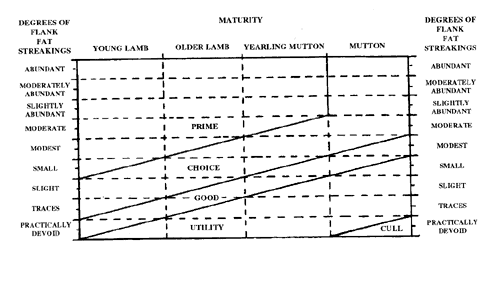 DEGREES OF
FLANK
FAT
STREAKINGS
MATURITY
DEGREES OF
FLANK
FAT
STREAKINGS
YOUNG LAMB OLDER LAMB YEARLING MUTTON MUTTON
ABUNDANT ABUNDANT
MODERATELY
ABUNDANT
MODERATELY
ABUNDANT
SLIGHTLY
ABUNDANT
SLIGHTLY
ABUNDANT
MODERATE PRIME MODERATE
MODEST MODEST
SMALL CHOICE SMALL
SLIGHT SLIGHT
TRACES GOOD TRACES
PRACTICALLY
DEVOID
UTILITY CULL
PRACTICALLY
DEVOID